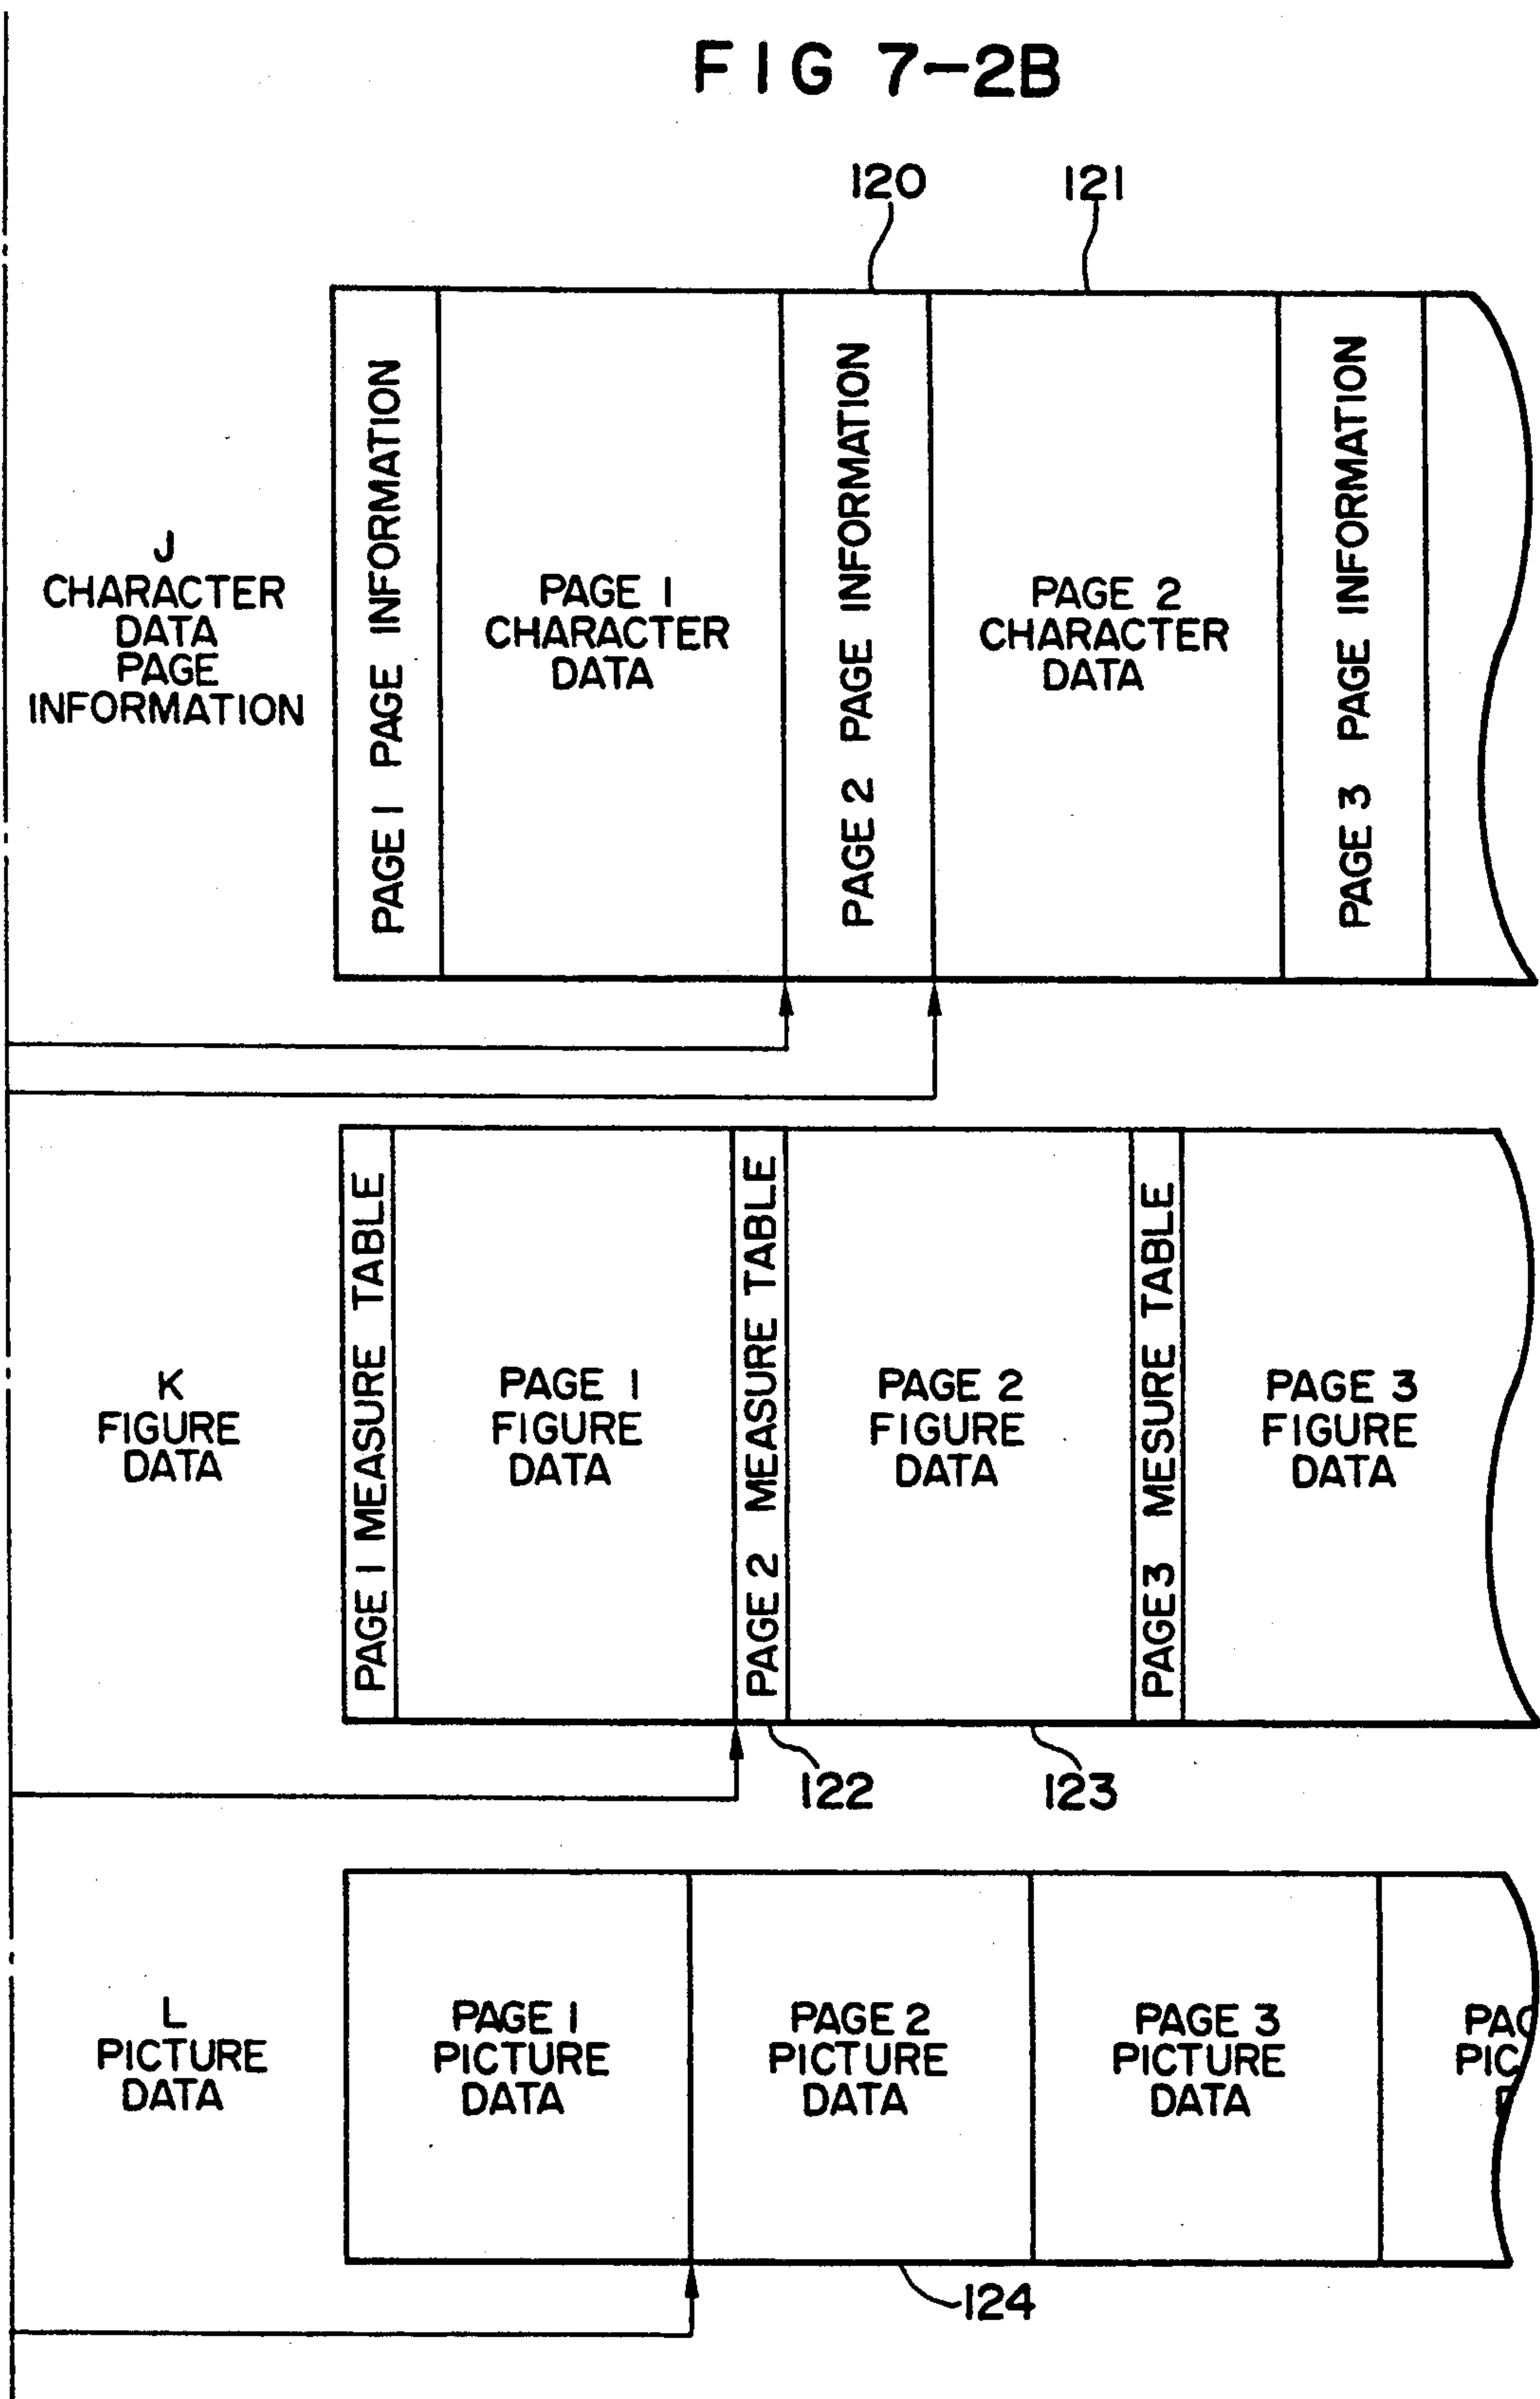 FIG 7-2B
120
121
J
CHARACTER
DATA
PAGE
INFORMATION
PAGE 1 PAGE INFORMATION
PAGE 1
CHARACTER
DATA
PAGE 2 PAGE INFORMATION
PAGE 2
CHARACTER
DATA
PAGE 3 PAGE INFORMATION
K
FIGURE
DATA
PAGE 1 MEASURE TABLE
PAGE 1
FIGURE
DATA
PAGE 2 MEASURE TABLE
PAGE 2
FIGURE
DATA
PAGE 3 MESURE TABLE
PAGE 3
FIGURE
DATA
122
123
L
PICTURE
DATA
PAGE 1
PICTURE
DATA
PAGE 2
PICTURE
DATA
PAGE 3
PICTURE
DATA
124